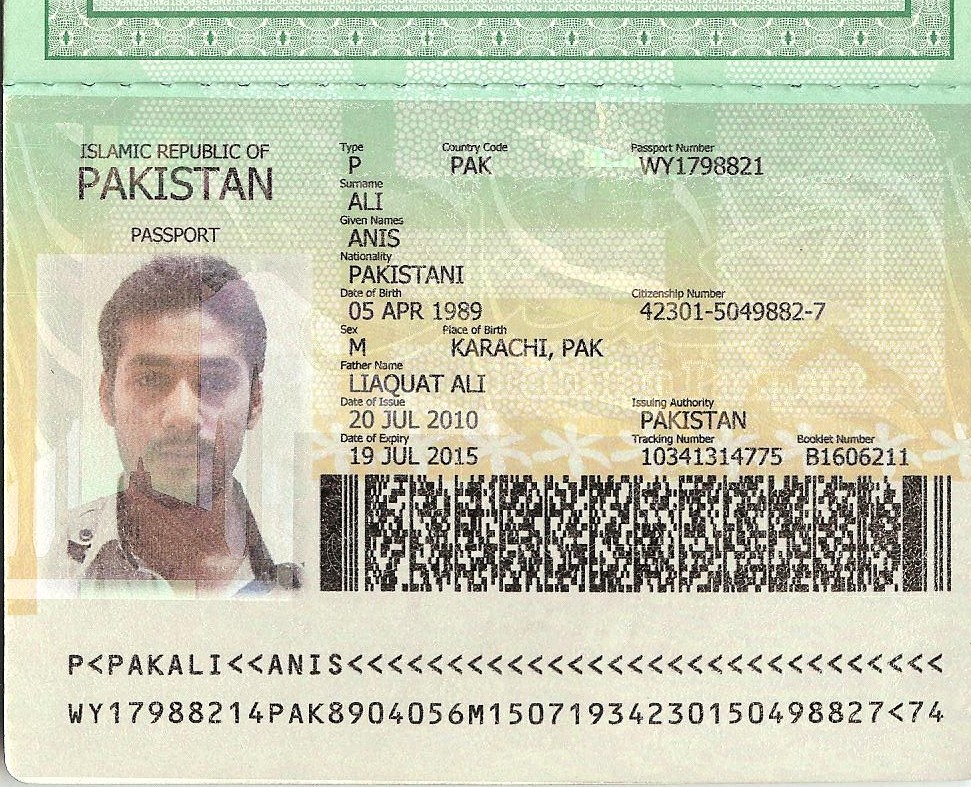 ISLAMIC REPUBLIC OF
PAKISTAN
PASSPORT
Type Country Code Passport Number
P PAK WY1798821
Surname
ALI
Given Names
ANIS
Nationality
PAKISTANI
Date of Birth Citizenship Number
05 APR 1989 42301-5049882-7
Sex Place of Birth
M KARACHI, PAK
Father Name
LIAQUAT ALI
Date of Issue Issuing Authority
20 JUL 2010 PAKISTAN
Date of Expiry Tracking Number Booklet Number
19 JUL 2015 10341314775 B1606211
P<PAKALI<<ANIS<<<<<<<<<<<<<<<<<<<<<<<<<<<<<<
WY17988214PAK8904056M15071934230150498827<74